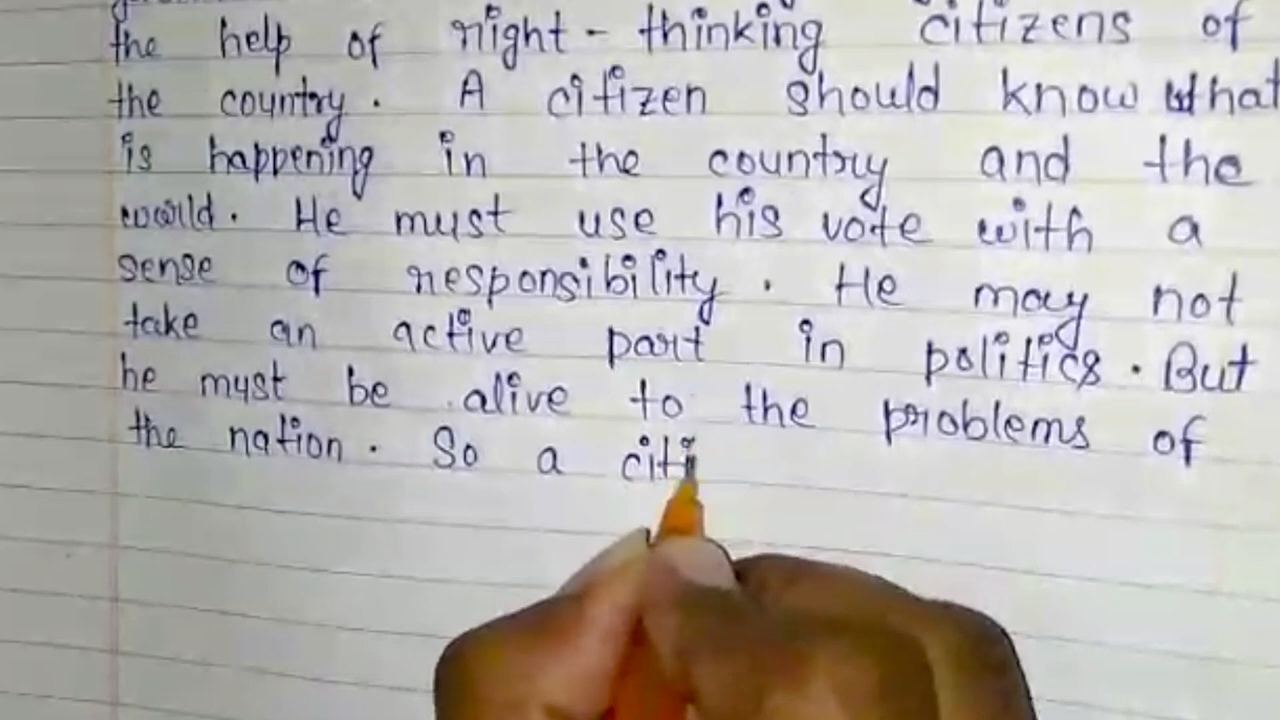 the help of right - thinking citizens of
the country. A citizen should know what
is happening in the country and the
world. He must use his vote with a
sense of responsibility. He may not
take an active part in politics. But
he must be alive to the problems of
the nation. So a citi